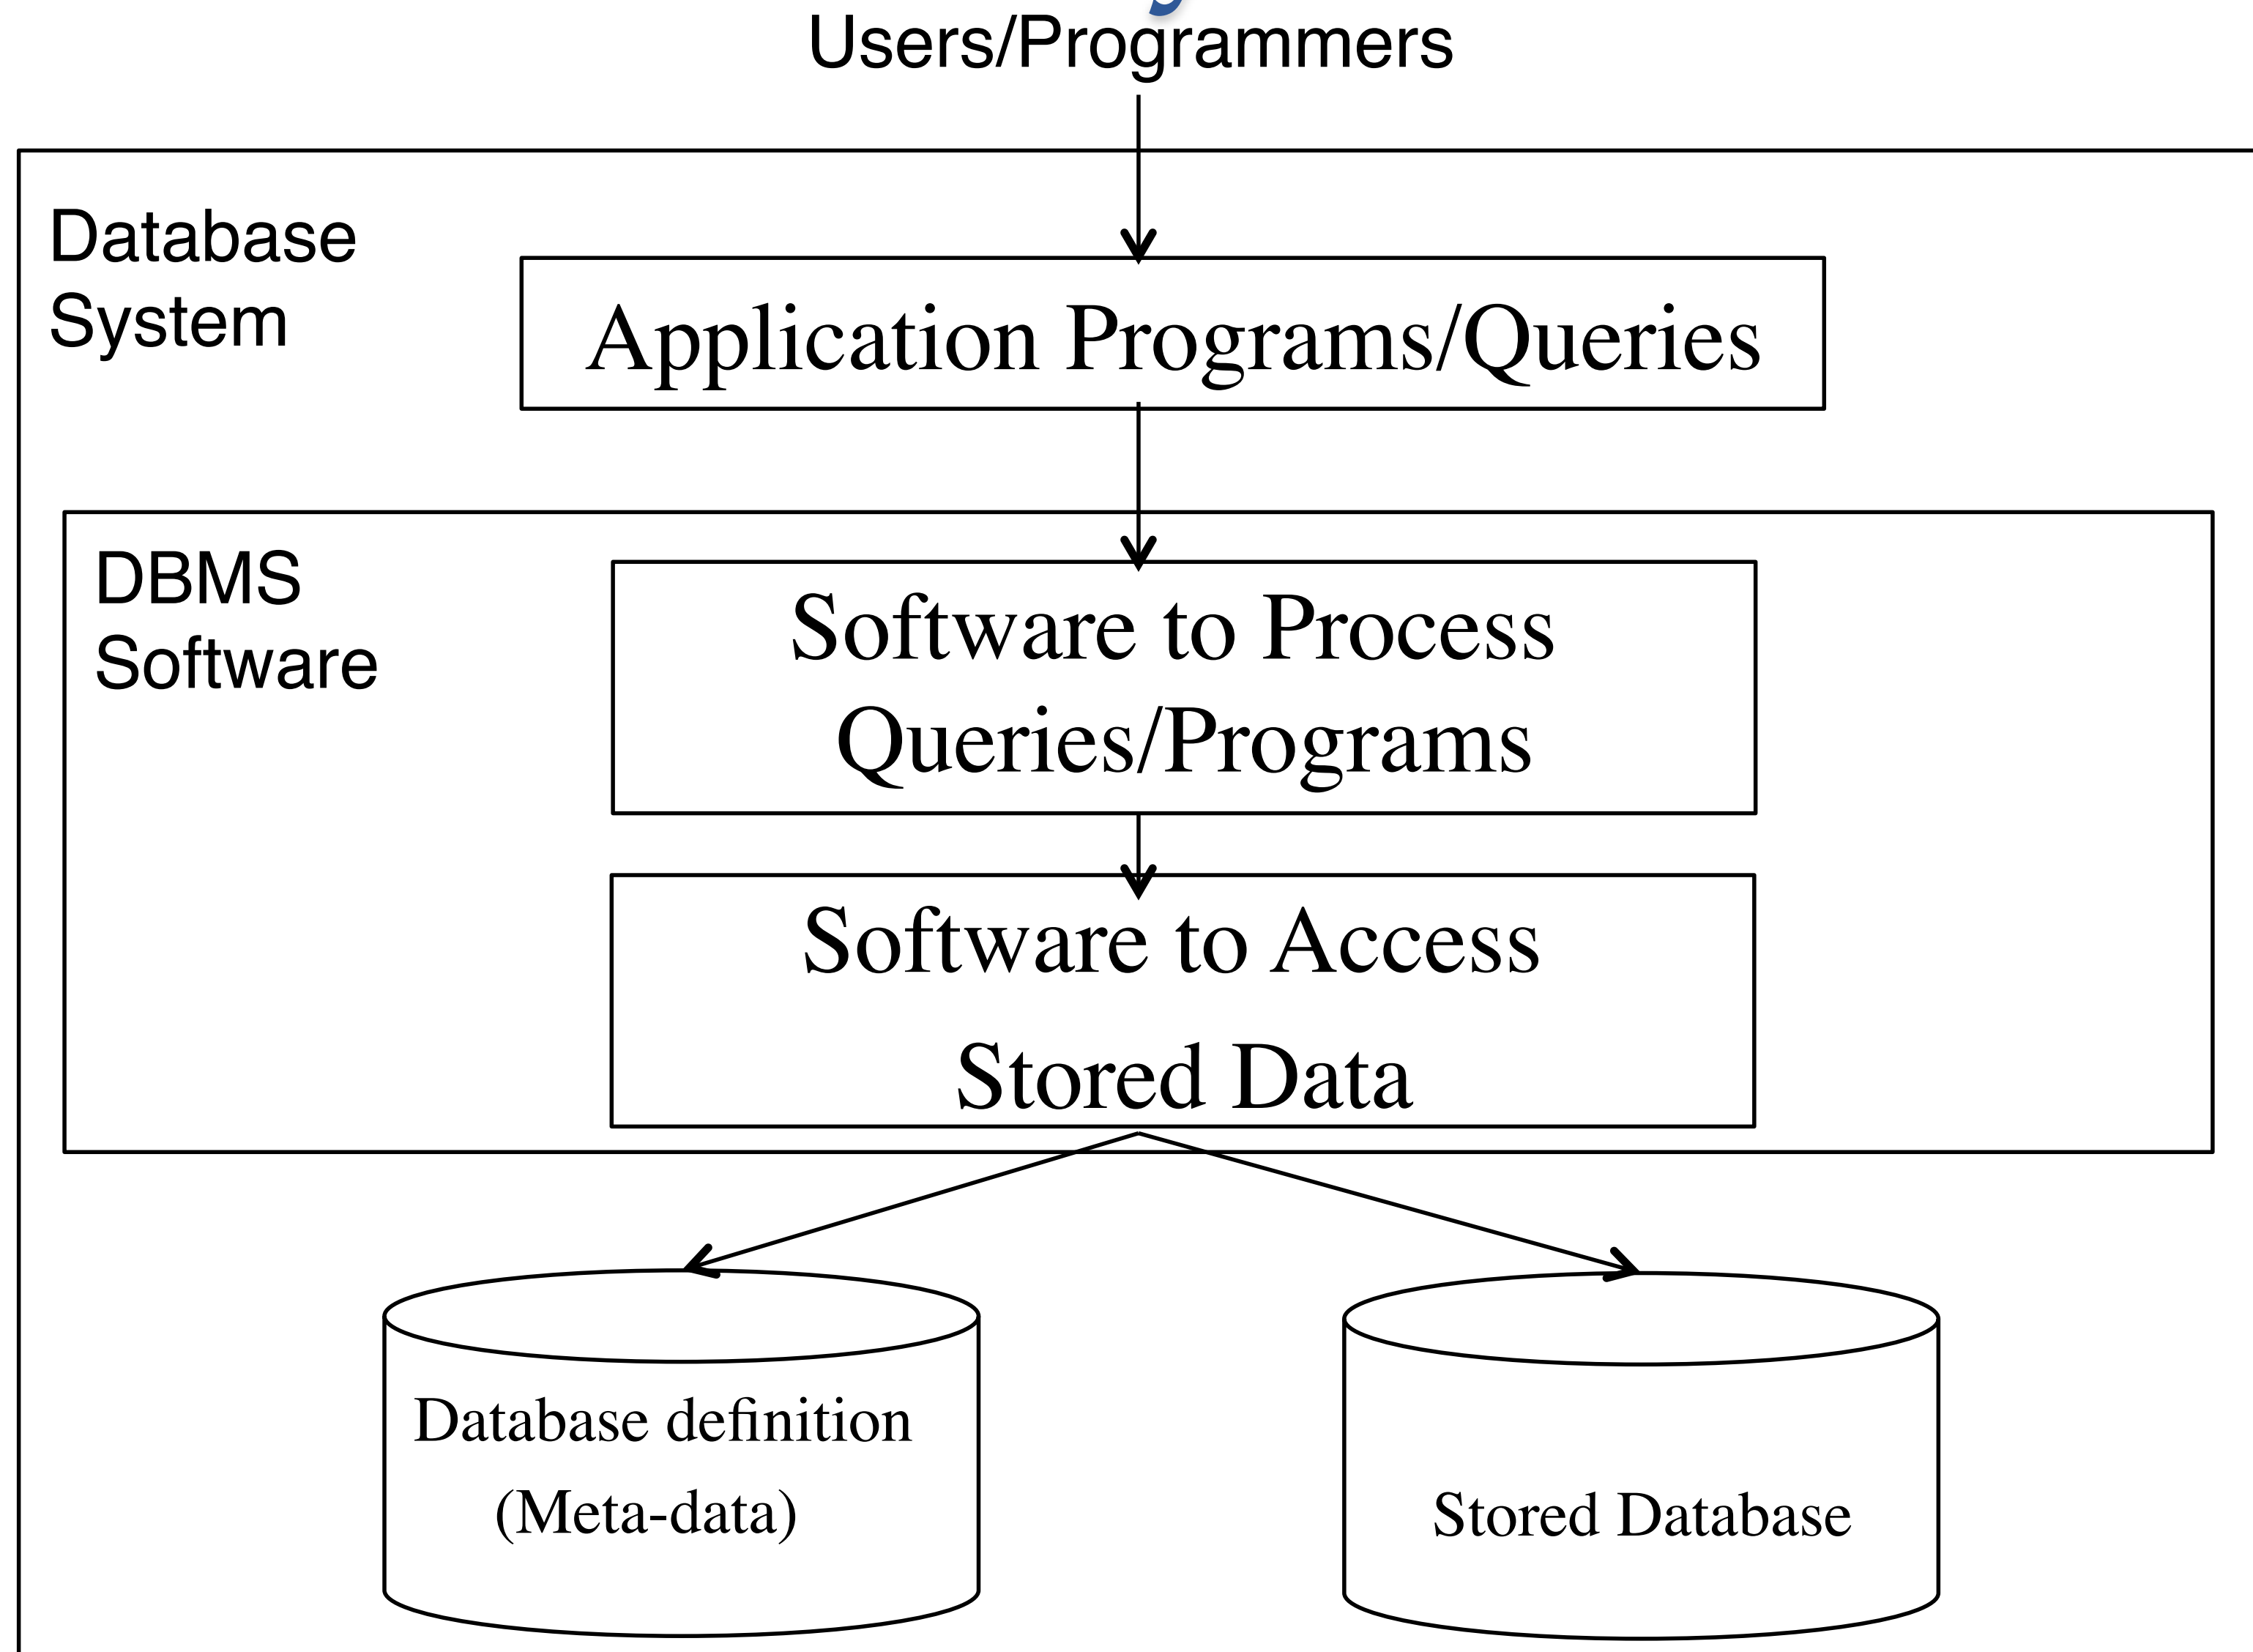 Users/Programmers
Database
System
Application Programs/Queries
DBMS
Software
Software to Process
Queries/Programs
Software to Access
Stored Data
Database definition
(Meta-data)
Stored Database